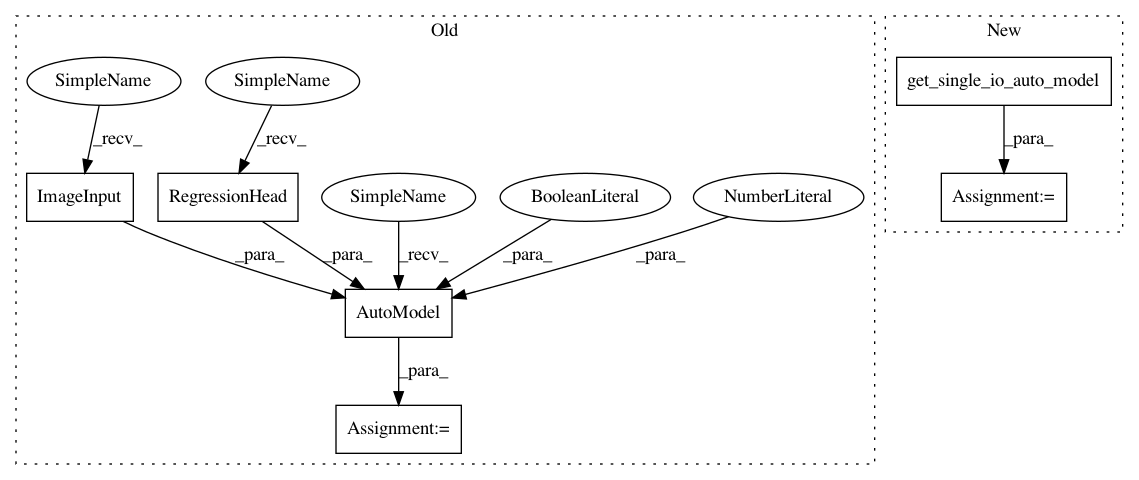 Old
New
SimpleName
SimpleName
get_single_io_auto_model
_recv_
_recv_
_para_
ImageInput
RegressionHead
SimpleName
BooleanLiteral
NumberLiteral
Assignment:=
_para_
_para_
_recv_
_para_
_para_
AutoModel
_para_
Assignment:=